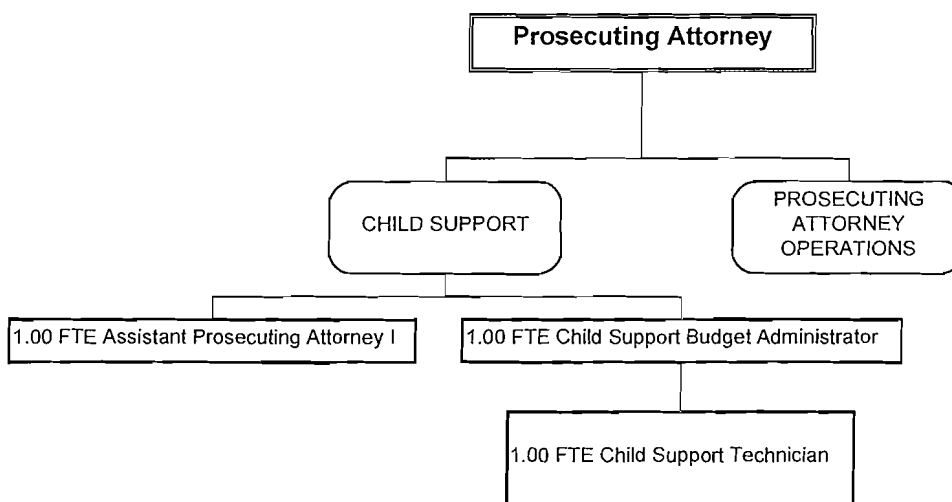 Prosecuting Attorney
CHILD SUPPORT
PROSECUTING
ATTORNEY
OPERATIONS
1.00 FTE Assistant Prosecuting Attorney I
1.00 FTE Child Support Budget Administrator
1.00 FTE Child Support Technician